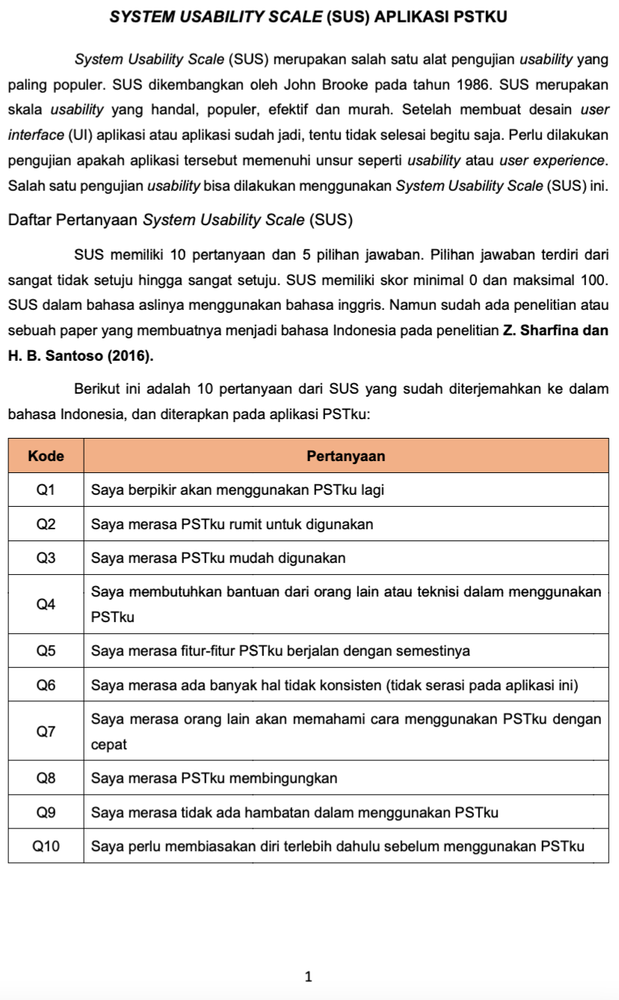 SYSTEM USABILITY SCALE (SUS) APLIKASI PSTKU
System Usability Scale (SUS) merupakan salah satu alat pengujian usability yang
paling populer. SUS dikembangkan oleh John Brooke pada tahun 1986. SUS merupakan
skala usability yang handal, populer, efektif dan murah. Setelah membuat desain user
interface (UI) aplikasi atau aplikasi sudah jadi, tentu tidak selesai begitu saja. Perlu dilakukan
pengujian apakah aplikasi tersebut memenuhi unsur seperti usability atau user experience.
Salah satu pengujian usability bisa dilakukan menggunakan System Usability Scale (SUS) ini.
Daftar Pertanyaan System Usability Scale (SUS)
SUS memiliki 10 pertanyaan dan 5 pilihan jawaban. Pilihan jawaban terdiri dari
sangat tidak setuju hingga sangat setuju. SUS memiliki skor minimal 0 dan maksimal 100.
SUS dalam bahasa aslinya menggunakan bahasa inggris. Namun sudah ada penelitian atau
sebuah paper yang membuatnya menjadi bahasa Indonesia pada penelitian Z. Sharfina dan
H. B. Santoso (2016).
Berikut ini adalah 10 pertanyaan dari SUS yang sudah diterjemahkan ke dalam
bahasa Indonesia, dan diterapkan pada aplikasi PSTku:
Kode Pertanyaan
Q1 Saya berpikir akan menggunakan PSTku lagi
Q2 Saya merasa PSTku rumit untuk digunakan
Q3 Saya merasa PSTku mudah digunakan
Q4 Saya membutuhkan bantuan dari orang lain atau teknisi dalam menggunakan
PSTku
Q5 Saya merasa fitur-fitur PSTku berjalan dengan semestinya
Q6 Saya merasa ada banyak hal tidak konsisten (tidak serasi pada aplikasi ini)
Q7 Saya merasa orang lain akan memahami cara menggunakan PSTku dengan
cepat
Q8 Saya merasa PSTku membingungkan
Q9 Saya merasa tidak ada hambatan dalam menggunakan PSTku
Q10 Saya perlu membiasakan diri terlebih dahulu sebelum menggunakan PSTku
1